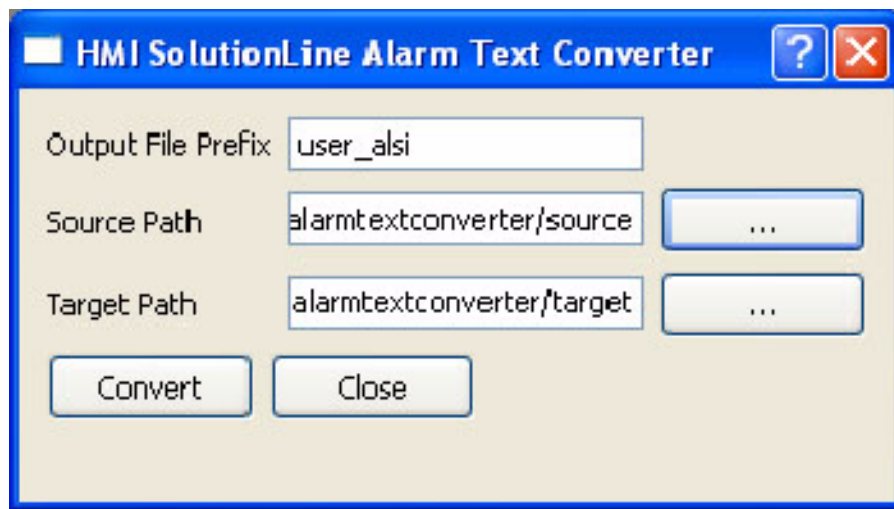 HMI SolutionLine Alarm Text Converter ?
Output File Prefix user_alsi
Source Path alarmtextconverter/source ...
Target Path alarmtextconverter/target ...
Convert Close